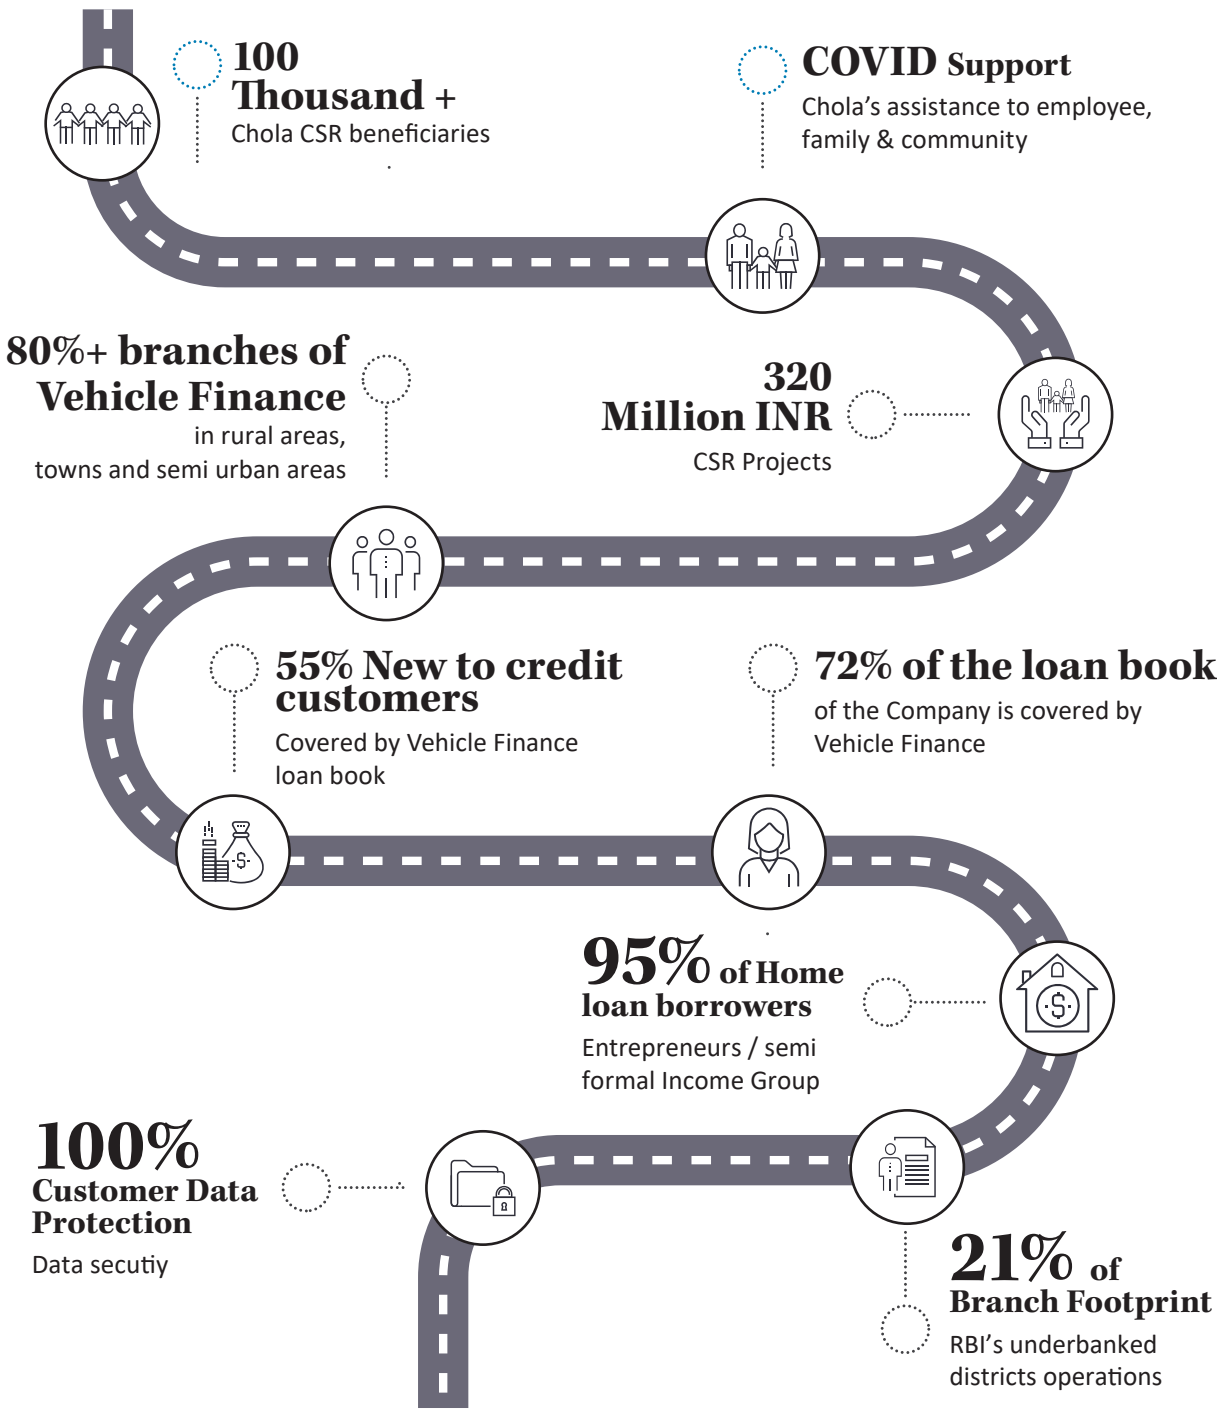 100
Thousand +
Chola CSR beneficiaries
COVID Support
Chola's assistance to employee,
family & community
80%+ branches of
Vehicle Finance
in rural areas,
towns and semi urban areas
320
Million INR
CSR Projects
55% New to credit
customers
Covered by Vehicle Finance
loan book
72% of the loan book
of the Company is covered by
Vehicle Finance
95% of Home
loan borrowers
Entrepreneurs / semi
formal Income Group
100%
Customer Data
Protection
Data secutiy
21% of
Branch Footprint
RBI's underbanked
districts operations